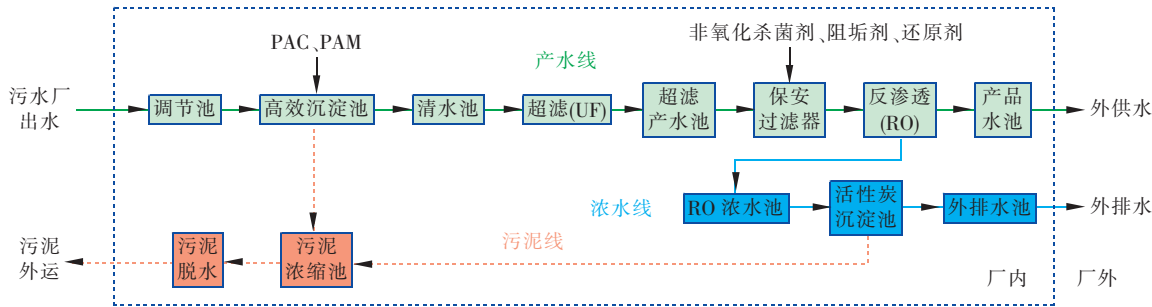 PAC、PAM
非氧化杀菌剂、阻垢剂、还原剂
产水线
污水厂
出水
调节池
高效沉淀池
清水池
超滤(UF)
超滤
产水池
保安
过滤器
反渗透
(RO)
产品
水池
外供水
浓水线
RO 浓水池
活性炭
沉淀池
外排水池
外排水
污泥线
污泥
外运
污泥
脱水
污泥
浓缩池
厂内
厂外